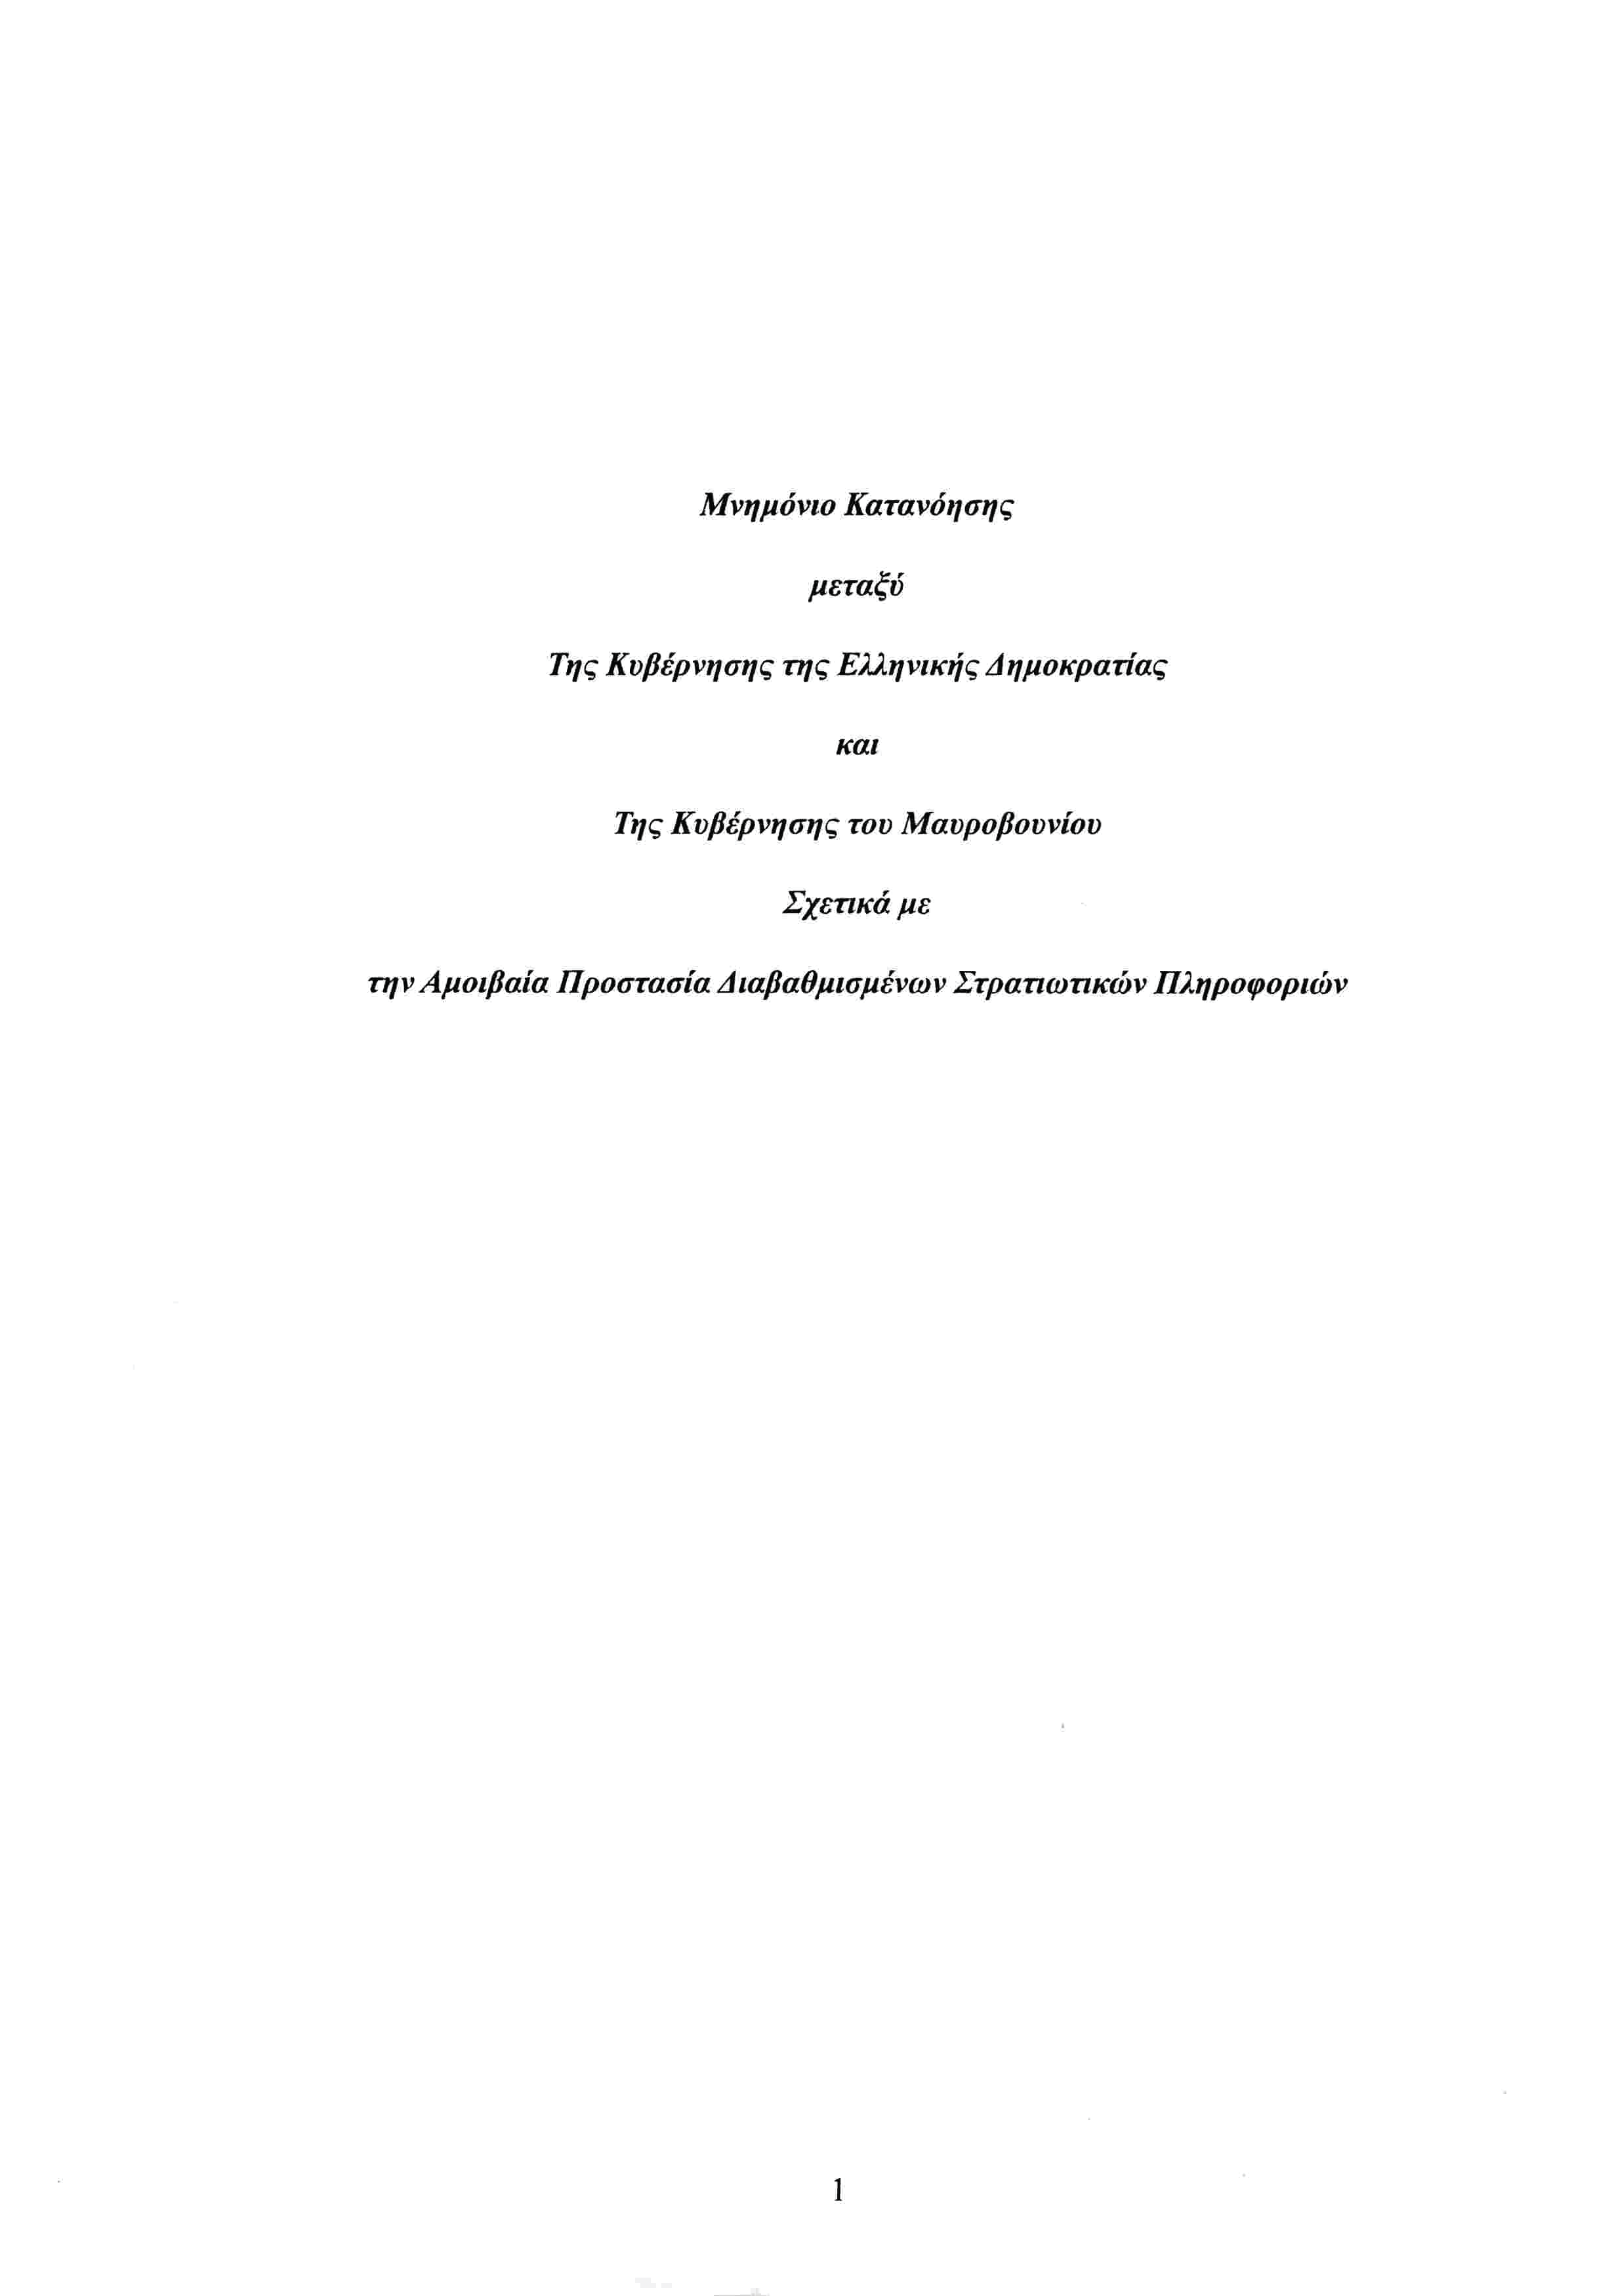 Μνημόνιο Κατανόησης
μεταξύ
Της Κυβέρνησης της Ελληνικής Δημοκρατίας
και
Της Κυβέρνησης του Μαυροβουνίου
Σχετικά με
την Αμοιβαία Προστασία Διαβαθμισμένων Στρατιωτικών Πληροφοριών
1